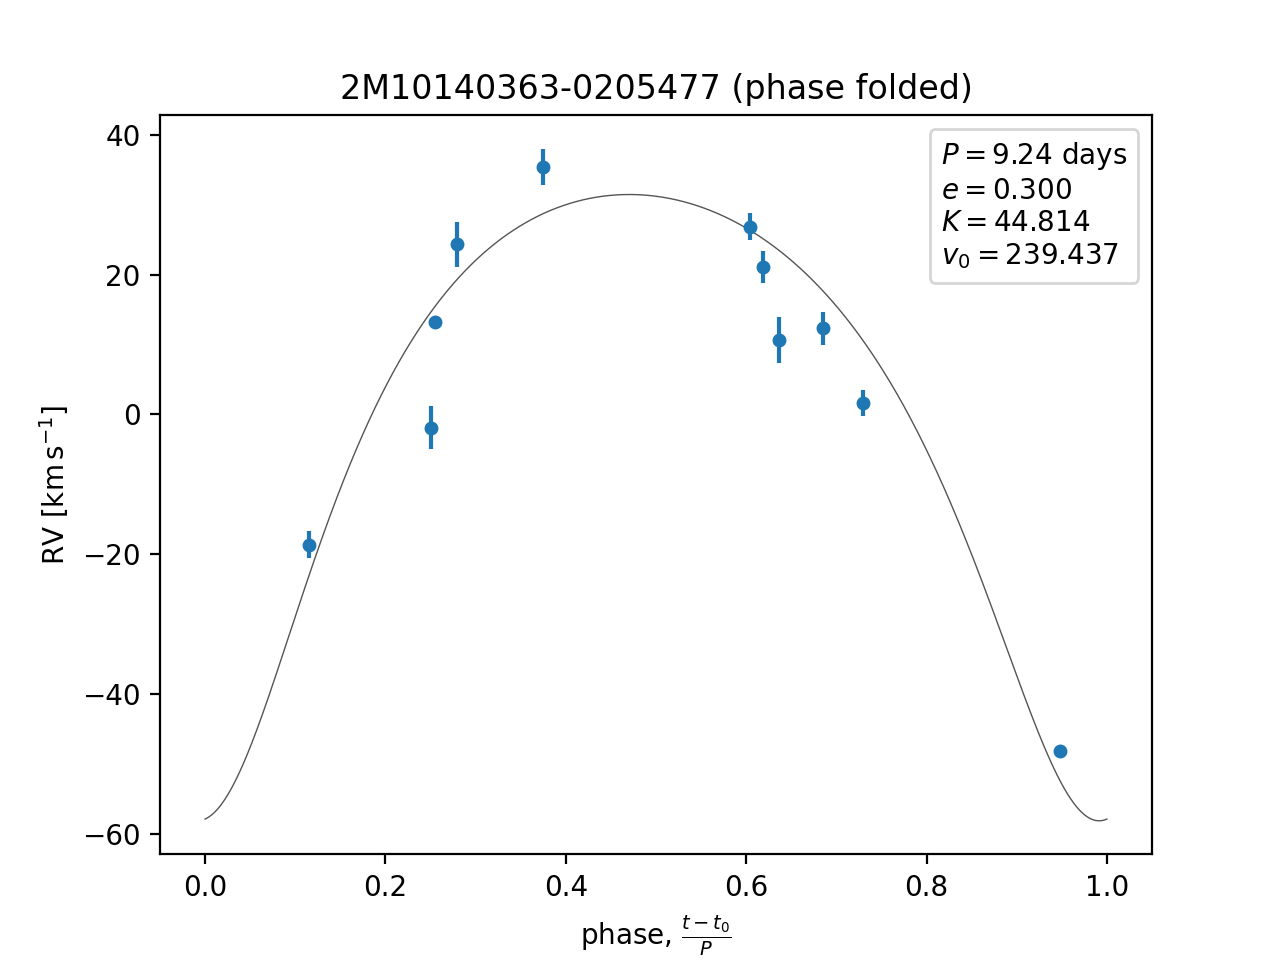 2M10140363-0205477 (phase folded)
P = 9.24 days
e = 0.300
K = 44.814
v₀ = 239.437
40
20
0
−20
−40
−60
RV [km s⁻¹]
0.0 0.2 0.4 0.6 0.8 1.0
phase, (t − t₀)/P